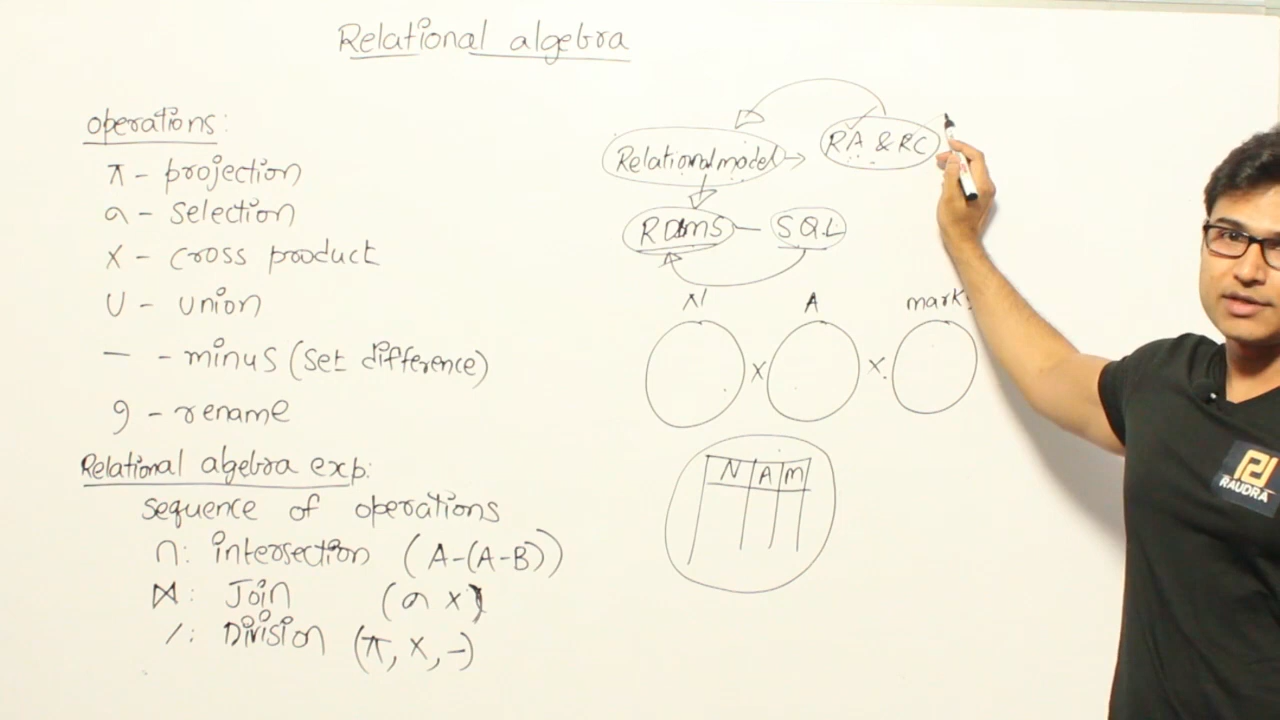 Relational algebra
operations:
π - projection
σ - selection
X - cross product
U - union
— - minus (set difference)
ρ - rename
Relational algebra exp:
sequence of operations
∩: intersection (A-(A-B))
⋈: Join (σ X)
/: Division (π, X, -)
Relational model → RA & RC
RDBMS — SQL
N A marks
X X
N A M
RAUDRA